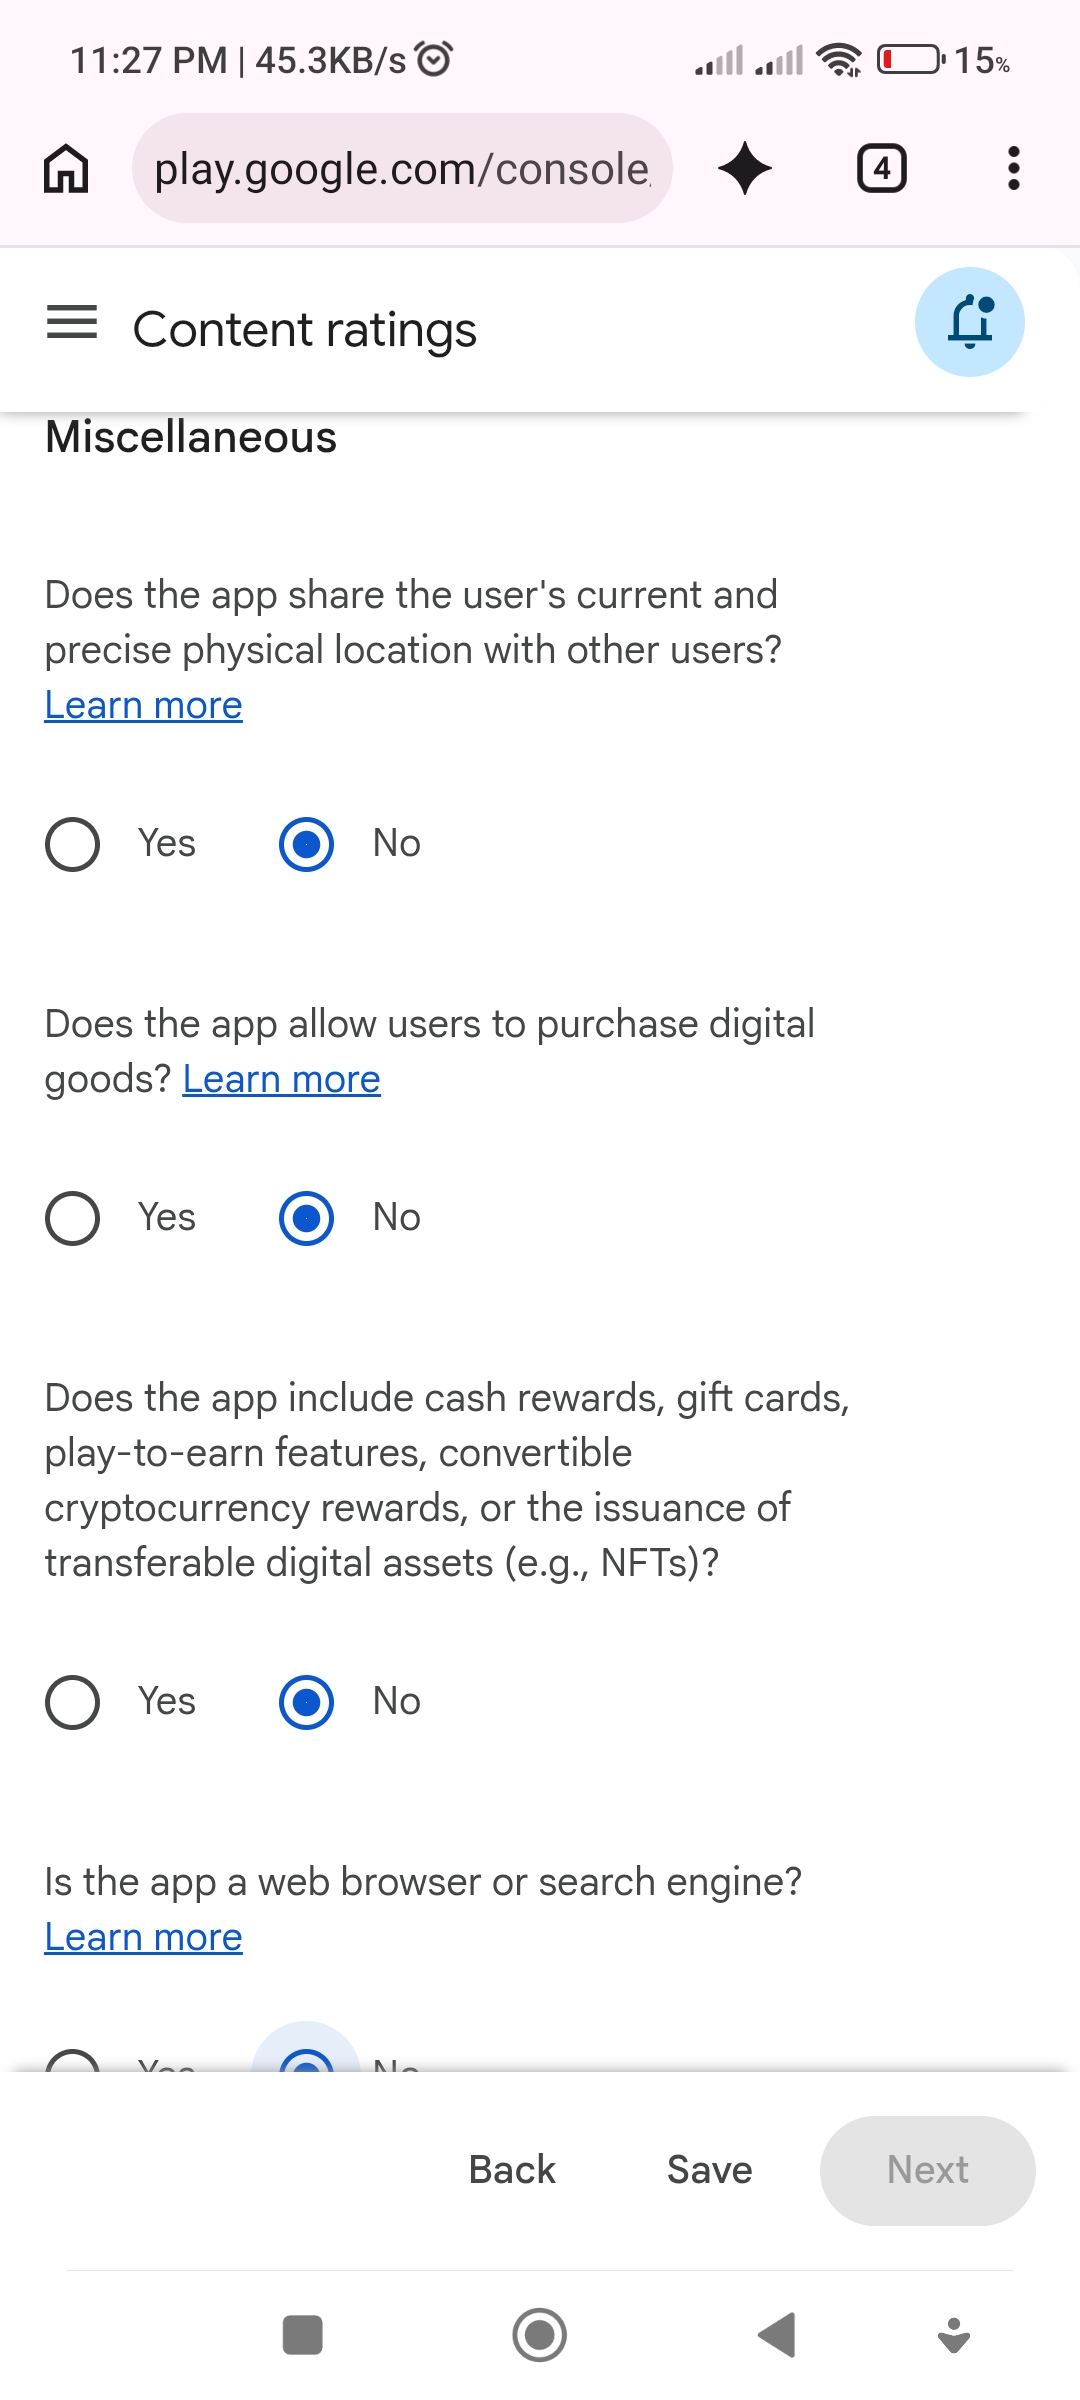 11:27 PM | 45.3KB/s
15%
play.google.com/console
4
Content ratings
Miscellaneous
Does the app share the user's current and
precise physical location with other users?
Learn more
Yes No
Does the app allow users to purchase digital
goods? Learn more
Yes No
Does the app include cash rewards, gift cards,
play-to-earn features, convertible
cryptocurrency rewards, or the issuance of
transferable digital assets (e.g., NFTs)?
Yes No
Is the app a web browser or search engine?
Learn more
Yes No
Back Save Next